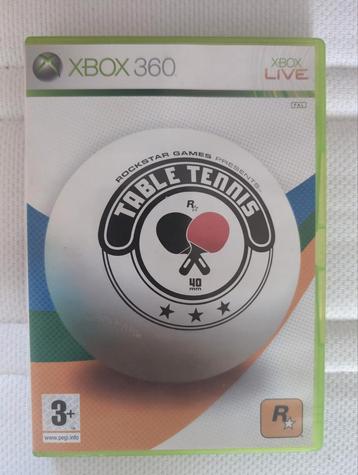 XBOX 360
XBOX
LIVE
PAL
ROCKSTAR GAMES PRESENTS
TABLE TENNIS
R
40
mm
3+
www.pegi.info
R